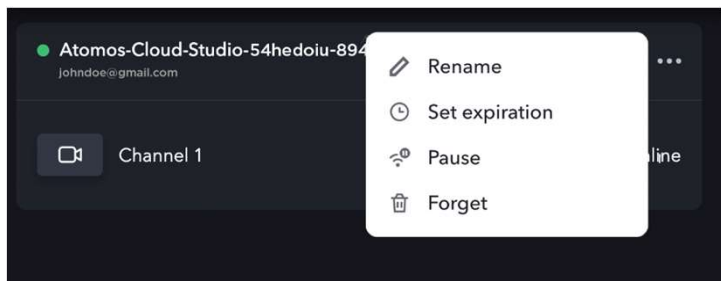 Atomos-Cloud-Studio-54hedoiu-894
johndoe@gmail.com
Rename
Set expiration
Channel 1
Pause
Forget